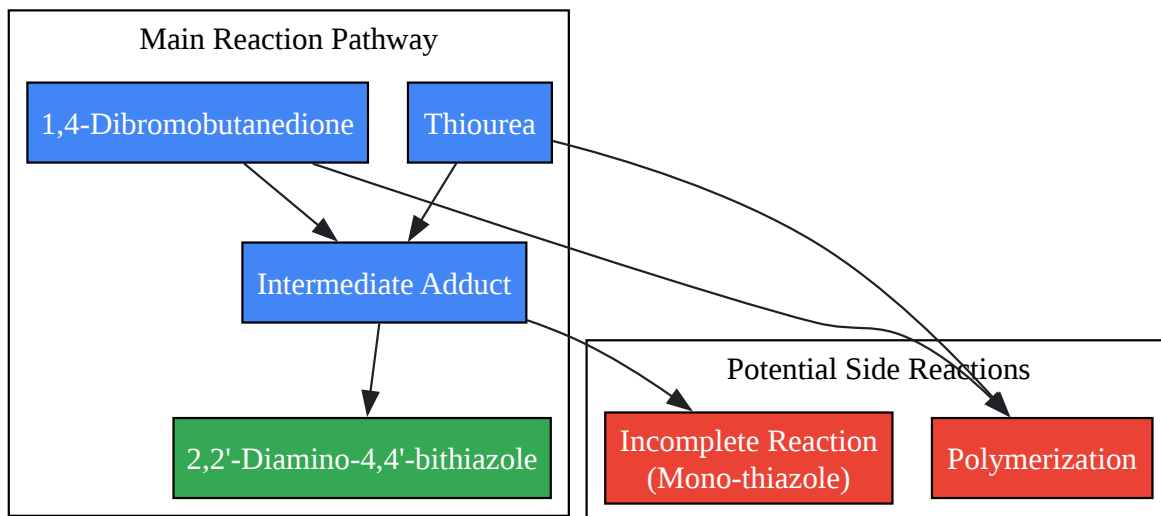 Main Reaction Pathway
1,4-Dibromobutanedione
Thiourea
Intermediate Adduct
2,2'-Diamino-4,4'-bithiazole
Potential Side Reactions
Incomplete Reaction
(Mono-thiazole)
Polymerization